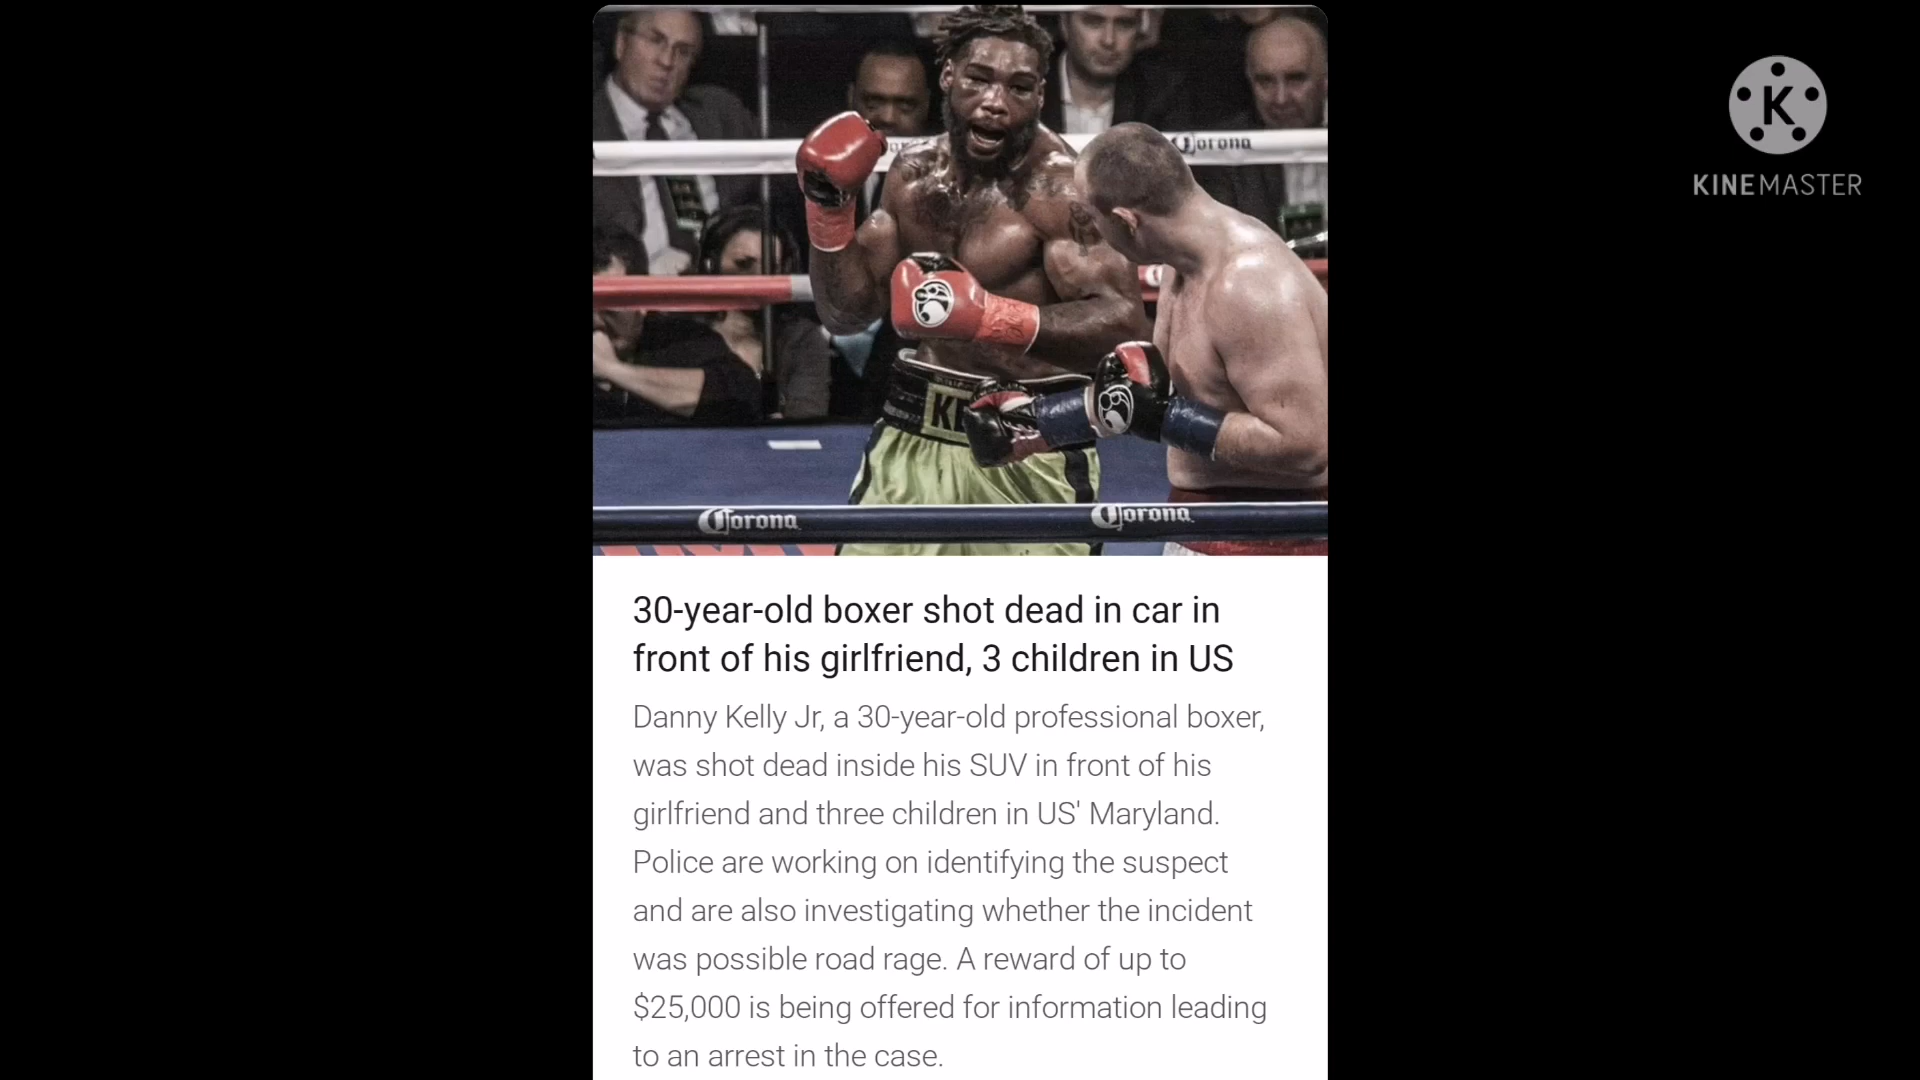 Corona
KE
Corona
Corona
K
KINEMASTER
30-year-old boxer shot dead in car in
front of his girlfriend, 3 children in US
Danny Kelly Jr, a 30-year-old professional boxer,
was shot dead inside his SUV in front of his
girlfriend and three children in US' Maryland.
Police are working on identifying the suspect
and are also investigating whether the incident
was possible road rage. A reward of up to
$25,000 is being offered for information leading
to an arrest in the case.